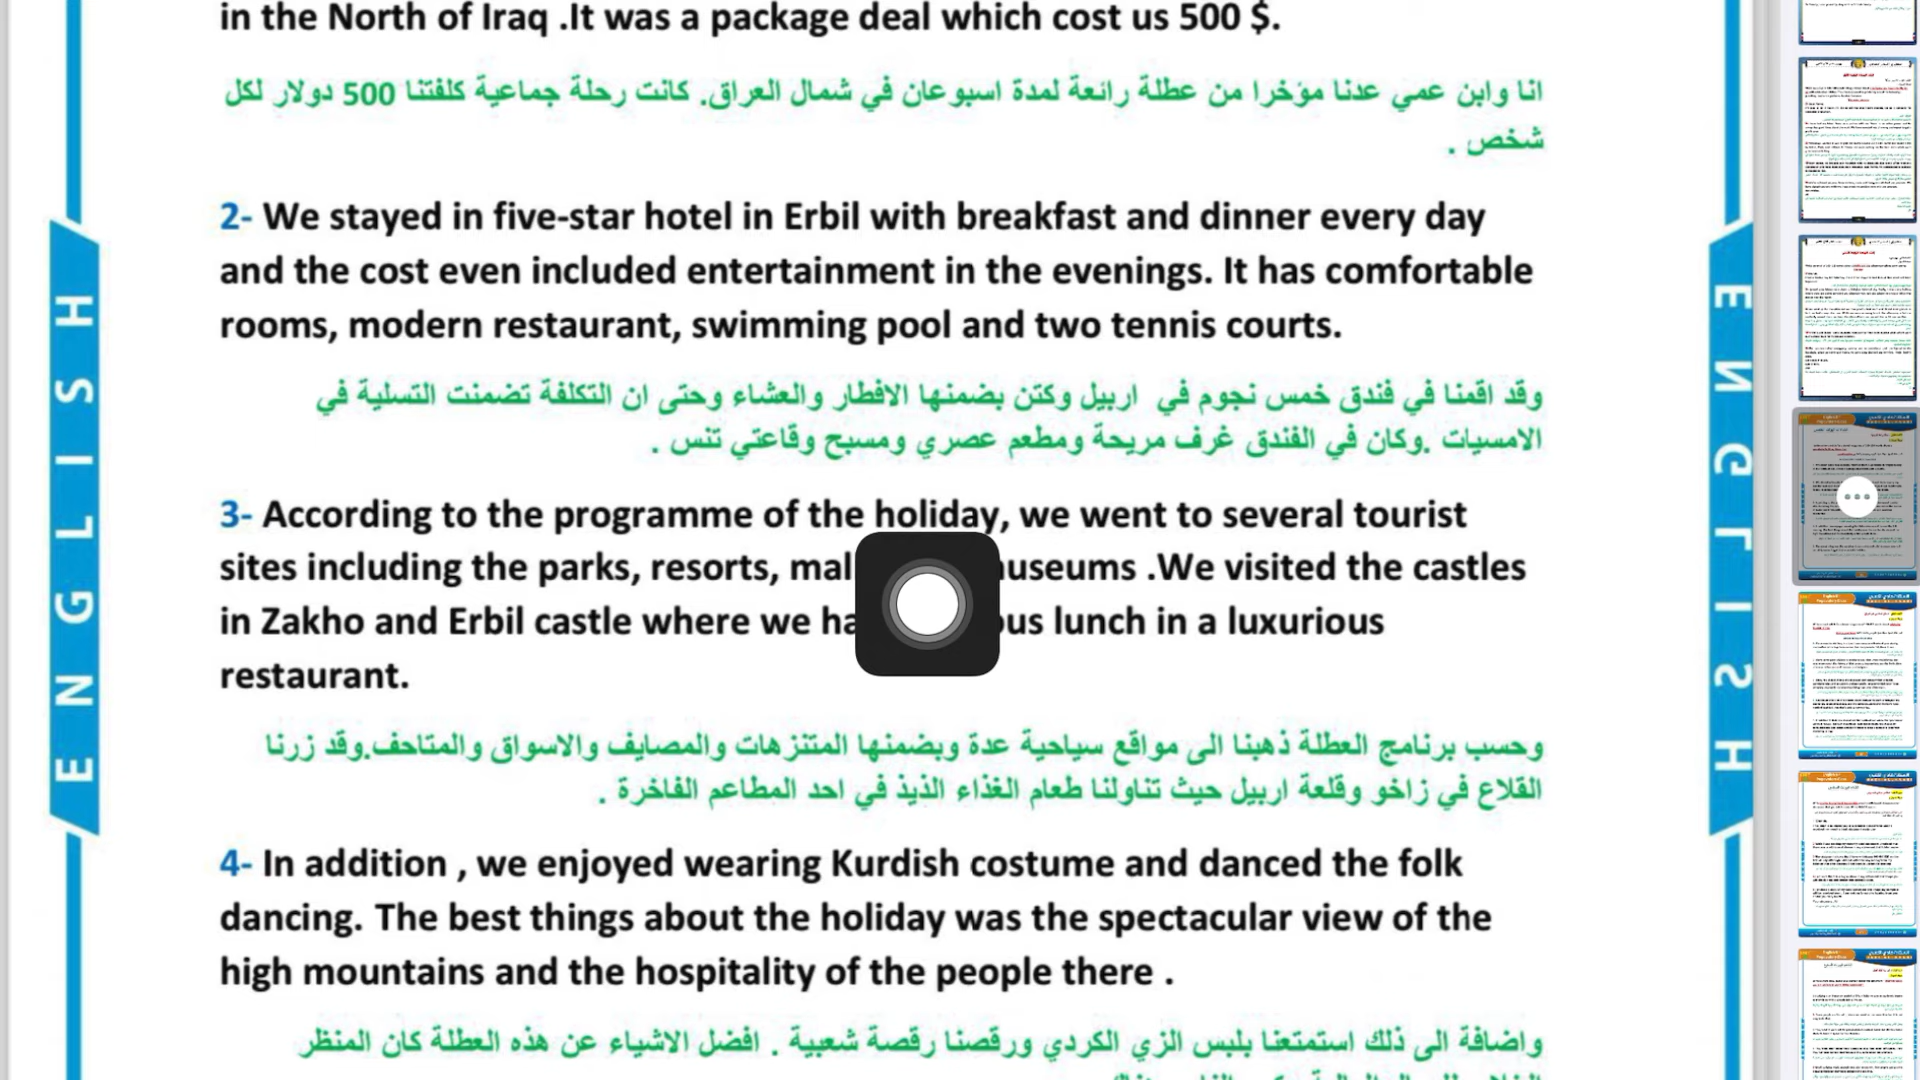 in the North of Iraq .It was a package deal which cost us 500 $.
انا وابن عمي عدنا مؤخرا من عطلة رائعة لمدة اسبوعان في شمال العراق. كانت رحلة جماعية كلفتنا 500 دولار لكل
شخص .
2- We stayed in five-star hotel in Erbil with breakfast and dinner every day
and the cost even included entertainment in the evenings. It has comfortable
rooms, modern restaurant, swimming pool and two tennis courts.
وقد اقمنا في فندق خمس نجوم في اربيل وكتن بضمنها الافطار والعشاء وحتى ان التكلفة تضمنت التسلية في
الامسيات .وكان في الفندق غرف مريحة ومطعم عصري ومسبح وقاعتي تنس .
3- According to the programme of the holiday, we went to several tourist
sites including the parks, resorts, mal useums .We visited the castles
in Zakho and Erbil castle where we ha ous lunch in a luxurious
restaurant.
وحسب برنامج العطلة ذهبنا الى مواقع سياحية عدة وبضمنها المتنزهات والمصايف والاسواق والمتاحف.وقد زرنا
القلاع في زاخو وقلعة اربيل حيث تناولنا طعام الغذاء الذيذ في احد المطاعم الفاخرة .
4- In addition , we enjoyed wearing Kurdish costume and danced the folk
dancing. The best things about the holiday was the spectacular view of the
high mountains and the hospitality of the people there .
واضافة الى ذلك استمتعنا بلبس الزي الكردي ورقصنا رقصة شعبية . افضل الاشياء عن هذه العطلة كان المنظر
ENGLISH
ENGLISH